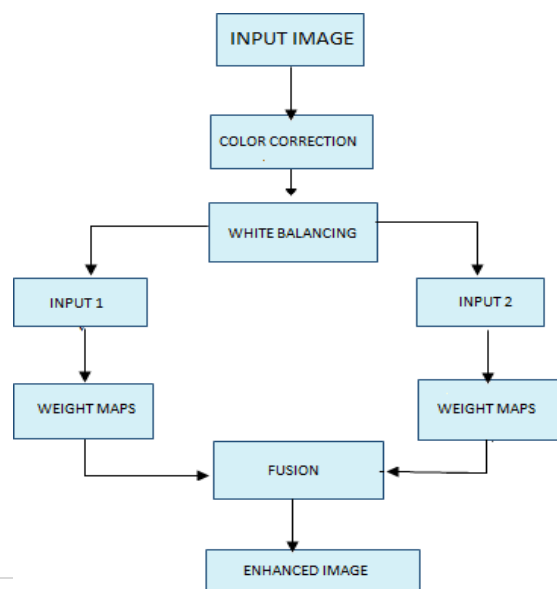 INPUT IMAGE
COLOR CORRECTION
WHITE BALANCING
INPUT 1
INPUT 2
WEIGHT MAPS
WEIGHT MAPS
FUSION
ENHANCED IMAGE